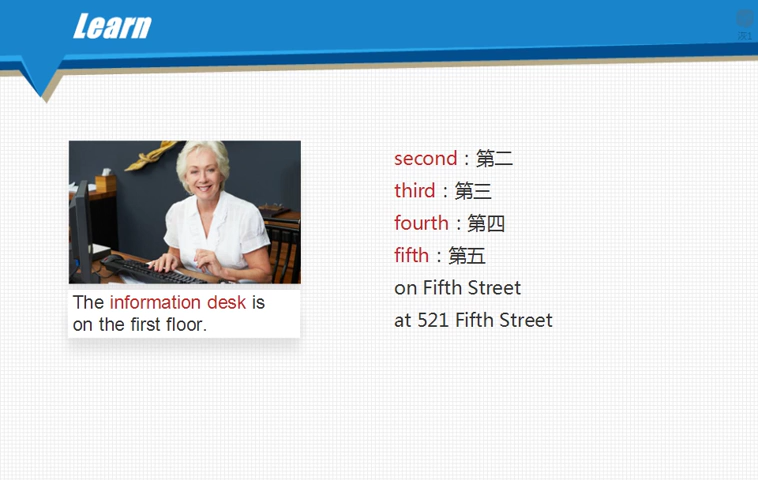 Learn
The information desk is
on the first floor.
second：第二
third：第三
fourth：第四
fifth：第五
on Fifth Street
at 521 Fifth Street